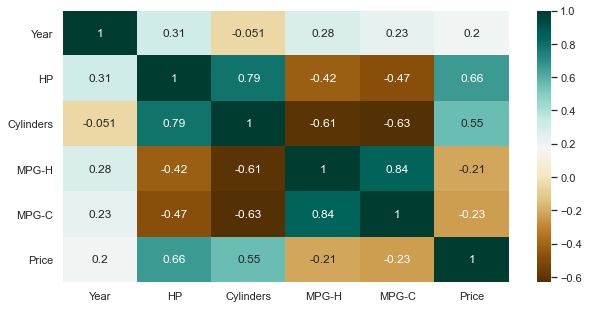 Year 1 0.31 -0.051 0.28 0.23 0.2
HP 0.31 1 0.79 -0.42 -0.47 0.66
Cylinders -0.051 0.79 1 -0.61 -0.63 0.55
MPG-H 0.28 -0.42 -0.61 1 0.84 -0.21
MPG-C 0.23 -0.47 -0.63 0.84 1 -0.23
Price 0.2 0.66 0.55 -0.21 -0.23 1
Year HP Cylinders MPG-H MPG-C Price
1.0
0.8
0.6
0.4
0.2
0.0
-0.2
-0.4
-0.6